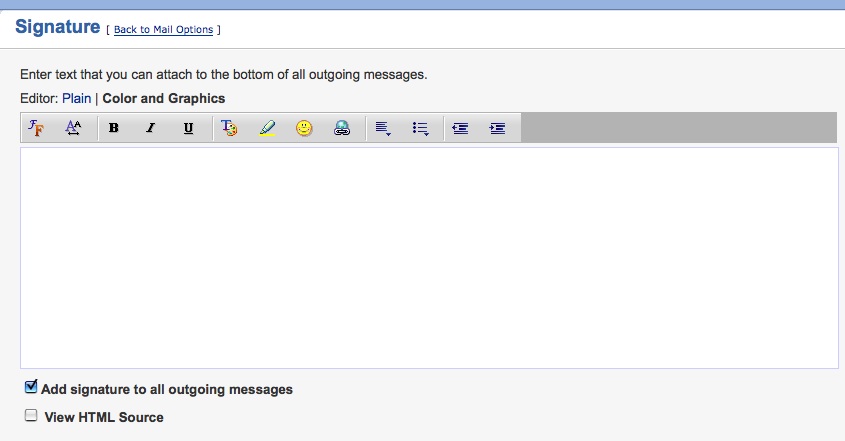 Signature [ Back to Mail Options ]
Enter text that you can attach to the bottom of all outgoing messages.
Editor: Plain | Color and Graphics
B I U
Add signature to all outgoing messages
View HTML Source